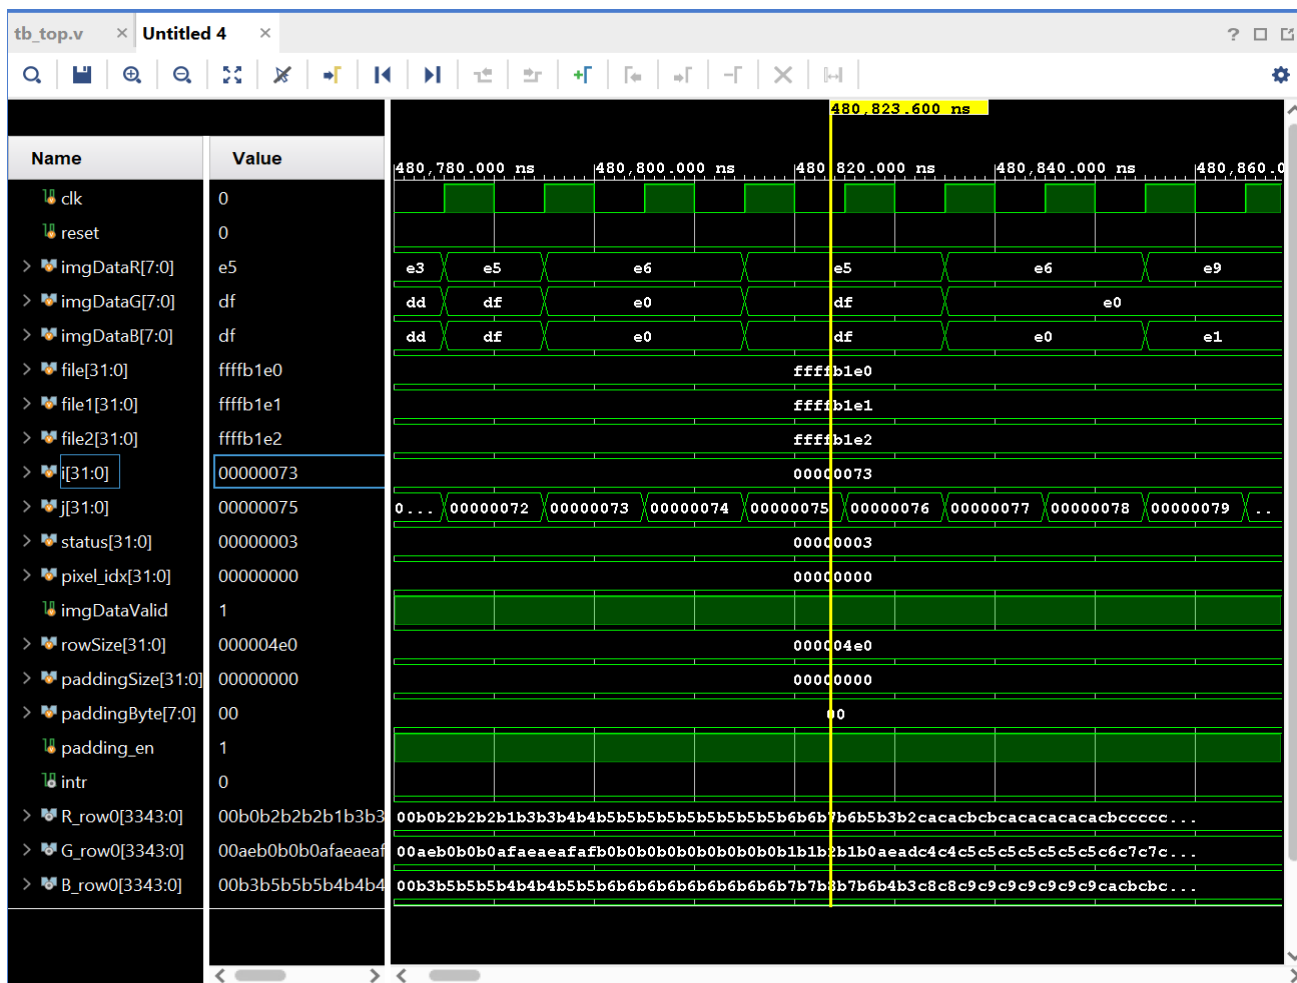 tb_top.v × Untitled 4 × ?
480,823.600 ns
Name Value
480,780.000 ns 480,800.000 ns 480,820.000 ns 480,840.000 ns 480,860.0
clk 0
reset 0
imgDataR[7:0] e5 e3 e5 e6 e5 e6 e9
imgDataG[7:0] df dd df e0 df e0
imgDataB[7:0] df dd df e0 df e0 e1
file[31:0] ffffb1e0 ffffb1e0
file1[31:0] ffffb1e1 ffffb1e1
file2[31:0] ffffb1e2 ffffb1e2
i[31:0] 00000073 00000073
j[31:0] 00000075 0... 00000072 00000073 00000074 00000075 00000076 00000077 00000078 00000079 ..
status[31:0] 00000003 00000003
pixel_idx[31:0] 00000000 00000000
imgDataValid 1
rowSize[31:0] 000004e0 000004e0
paddingSize[31:0] 00000000 00000000
paddingByte[7:0] 00 00
padding_en 1
intr 0
R_row0[3343:0] 00b0b2b2b2b1b3b3 00b0b2b2b2b1b3b3b4b4b5b5b5b5b5b5b5b5b5b6b6b7b6b5b3b2cacacbcbcacacacacacbccccc...
G_row0[3343:0] 00aeb0b0b0afaeaeaf 00aeb0b0b0afaeaeaeafafb0b0b0b0b0b0b0b0b0b1b1b2b1b0aeadc4c4c5c5c5c5c5c5c5c6c7c7c...
B_row0[3343:0] 00b3b5b5b5b4b4b4 00b3b5b5b5b4b4b4b5b5b6b6b6b6b6b6b6b6b6b7b7b8b7b6b4b3c8c8c9c9c9c9c9c9c9cacbcbc...